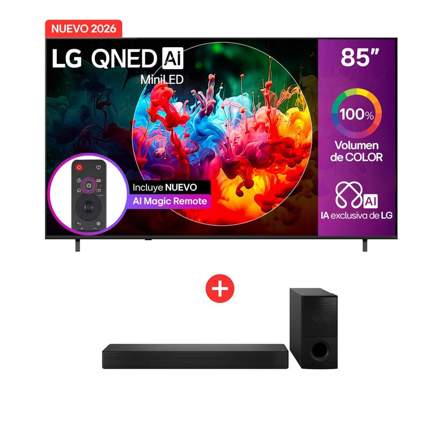 NUEVO 2026
LG QNED Ai
MiniLED
85”
100%
Volumen
de COLOR
Incluye NUEVO
AI Magic Remote
AI
IA exclusiva de LG